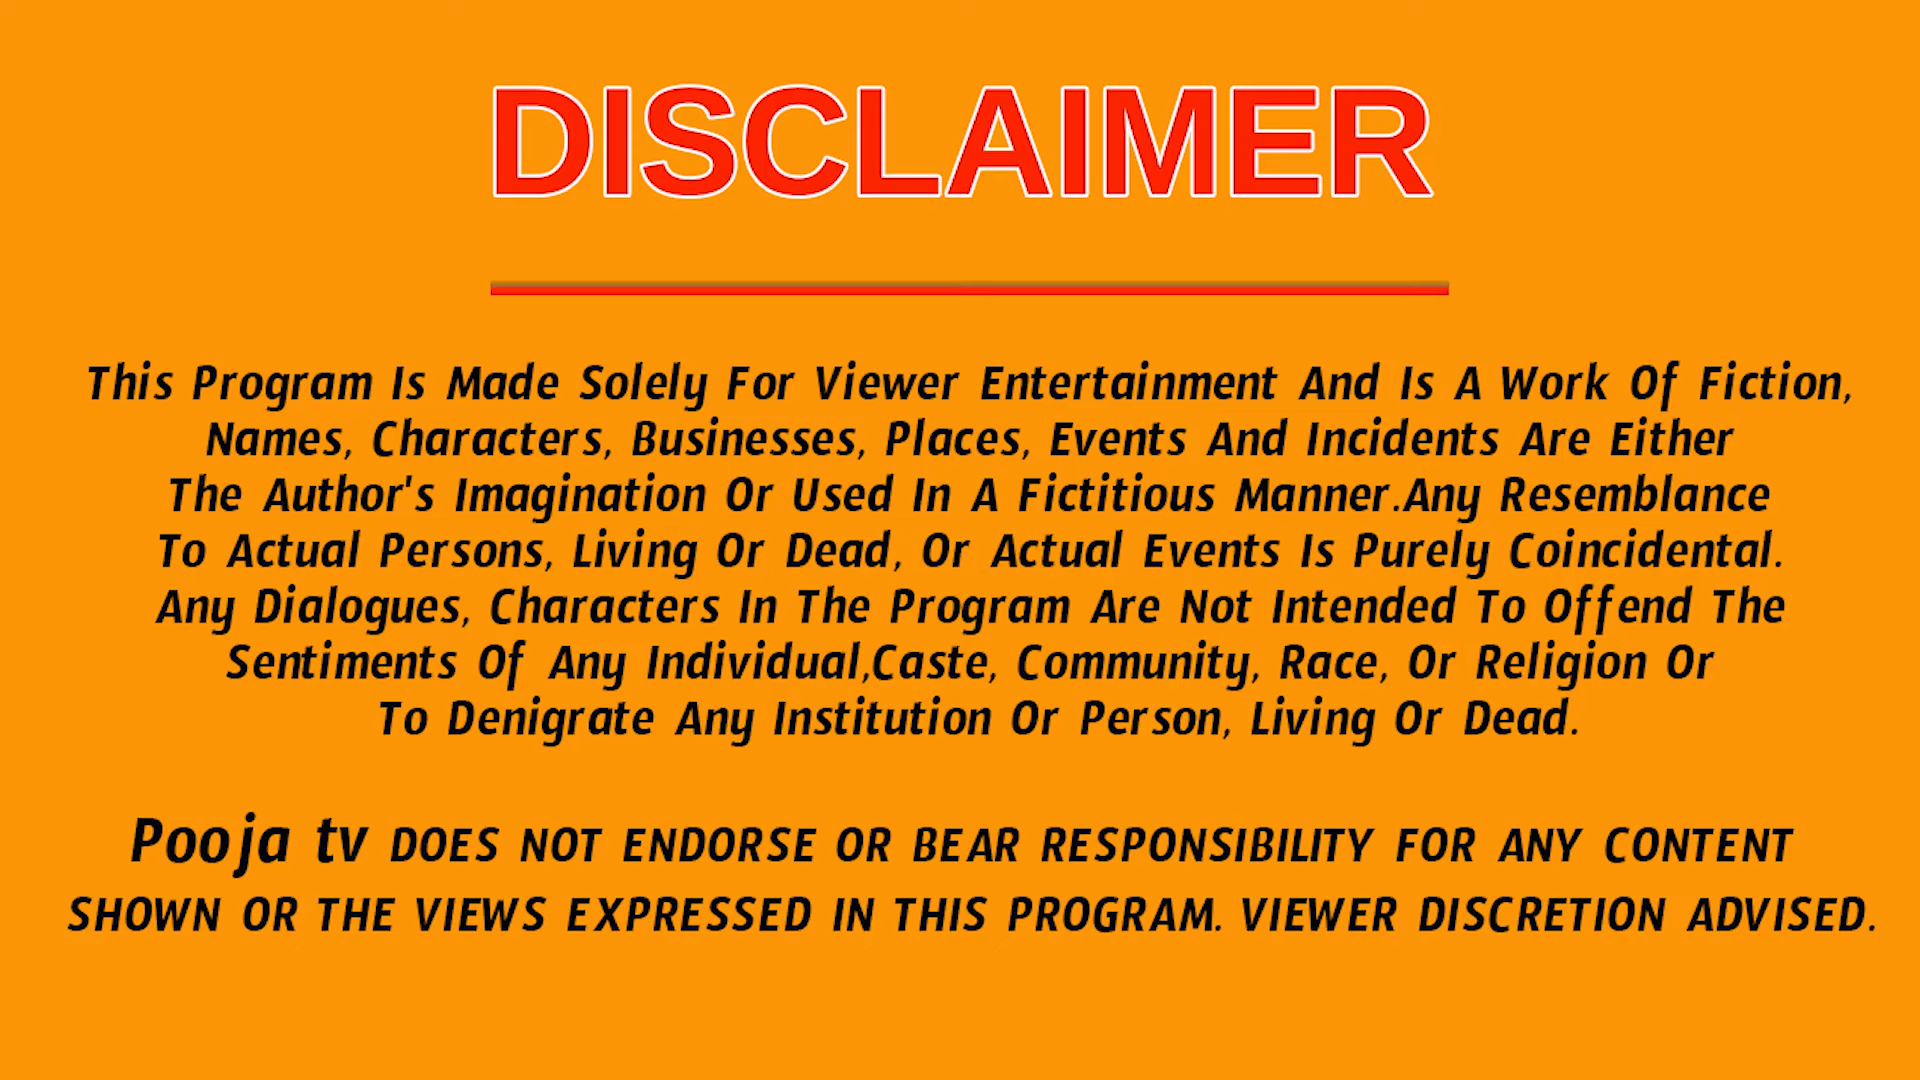 DISCLAIMER
This Program Is Made Solely For Viewer Entertainment And Is A Work Of Fiction,
Names, Characters, Businesses, Places, Events And Incidents Are Either
The Author's Imagination Or Used In A Fictitious Manner.Any Resemblance
To Actual Persons, Living Or Dead, Or Actual Events Is Purely Coincidental.
Any Dialogues, Characters In The Program Are Not Intended To Offend The
Sentiments Of Any Individual,Caste, Community, Race, Or Religion Or
To Denigrate Any Institution Or Person, Living Or Dead.
Pooja tv DOES NOT ENDORSE OR BEAR RESPONSIBILITY FOR ANY CONTENT
SHOWN OR THE VIEWS EXPRESSED IN THIS PROGRAM. VIEWER DISCRETION ADVISED.